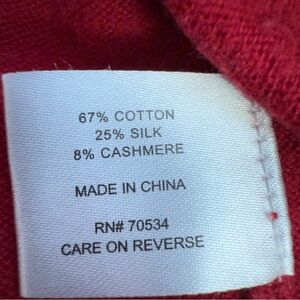 67% COTTON
25% SILK
8% CASHMERE
MADE IN CHINA
RN# 70534
CARE ON REVERSE